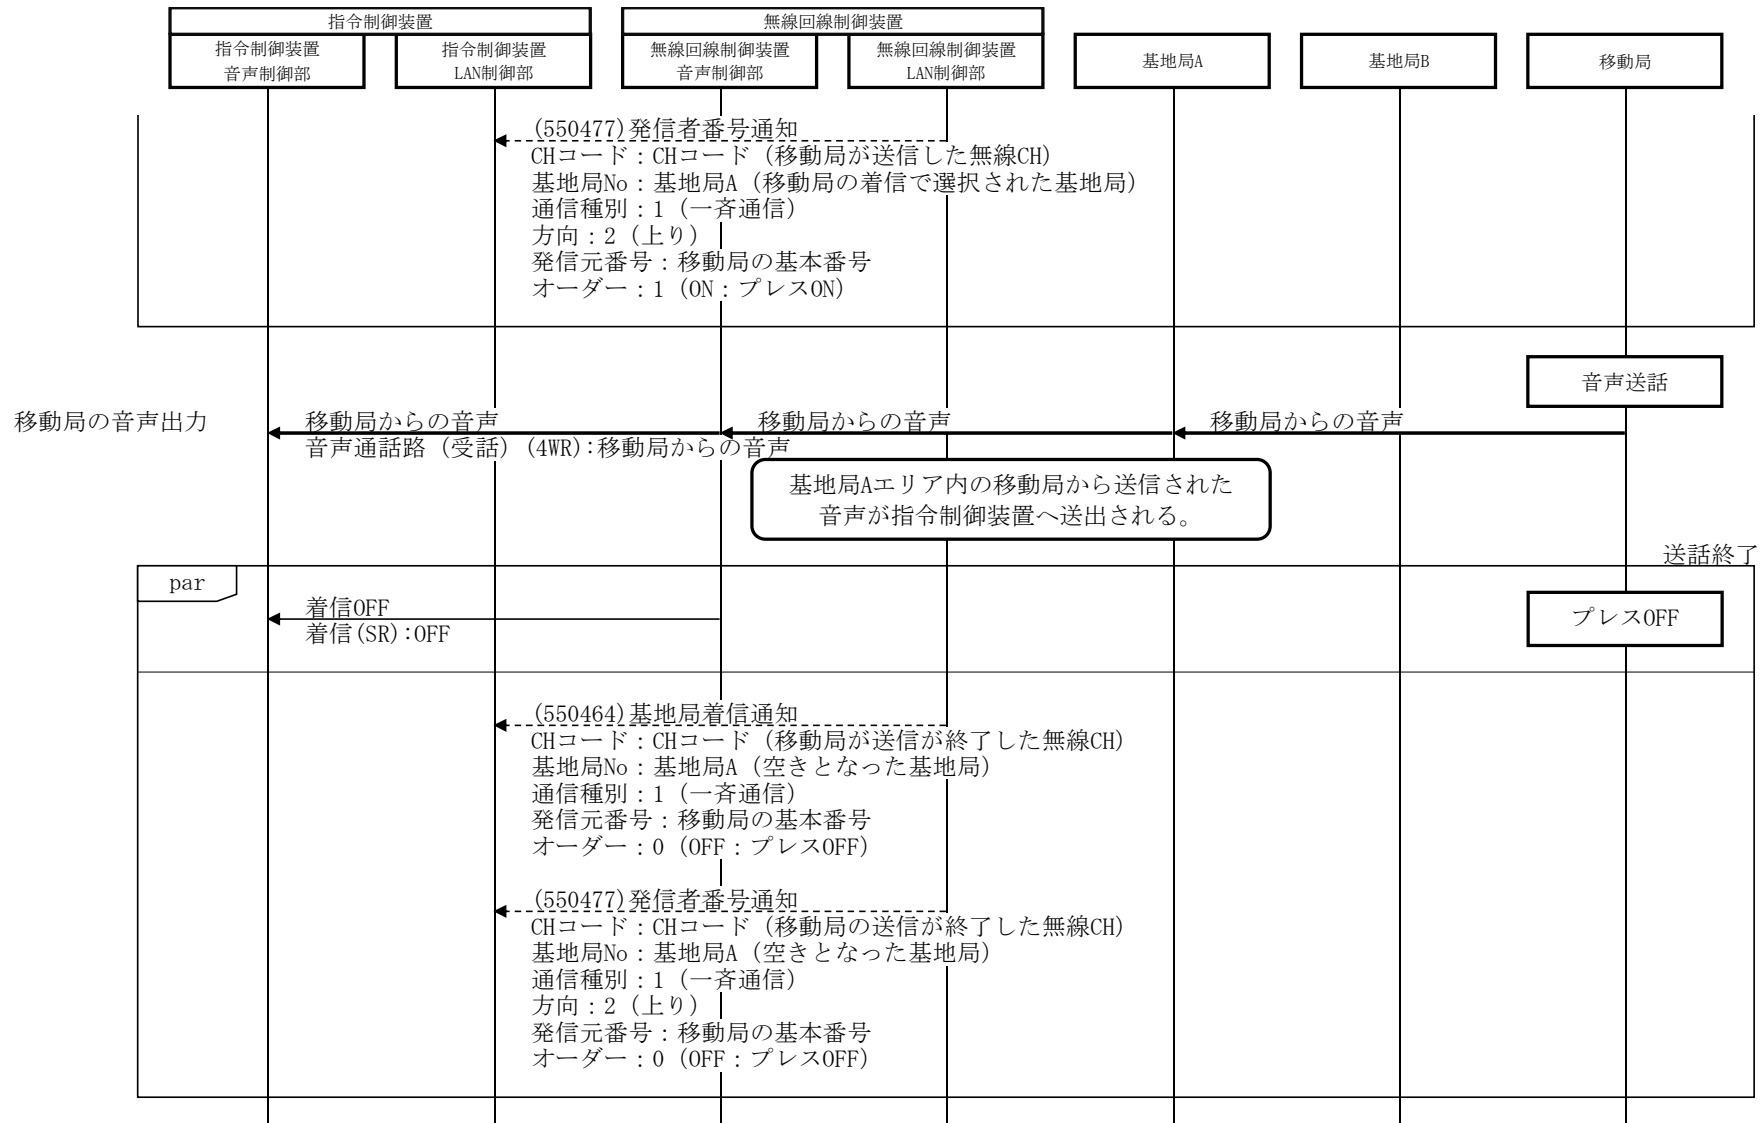 指令制御装置
無線回線制御装置
指令制御装置
音声制御部
指令制御装置
LAN制御部
無線回線制御装置
音声制御部
無線回線制御装置
LAN制御部
基地局A
基地局B
移動局
(550477)発信者番号通知
CHコード：CHコード（移動局が送信した無線CH）
基地局No：基地局A（移動局の着信で選択された基地局）
通信種別：1（一斉通信）
方向：2（上り）
発信元番号：移動局の基本番号
オーダー：1（ON：プレスON）
音声送話
移動局の音声出力
移動局からの音声
移動局からの音声
移動局からの音声
音声通話路（受話）(4WR)：移動局からの音声
基地局Aエリア内の移動局から送信された
音声が指令制御装置へ送出される。
送話終了
par
着信OFF
着信(SR)：OFF
プレスOFF
(550464)基地局着信通知
CHコード：CHコード（移動局が送信が終了した無線CH）
基地局No：基地局A（空きとなった基地局）
通信種別：1（一斉通信）
発信元番号：移動局の基本番号
オーダー：0（OFF：プレスOFF）
(550477)発信者番号通知
CHコード：CHコード（移動局の送信が終了した無線CH）
基地局No：基地局A（空きとなった基地局）
通信種別：1（一斉通信）
方向：2（上り）
発信元番号：移動局の基本番号
オーダー：0（OFF：プレスOFF）